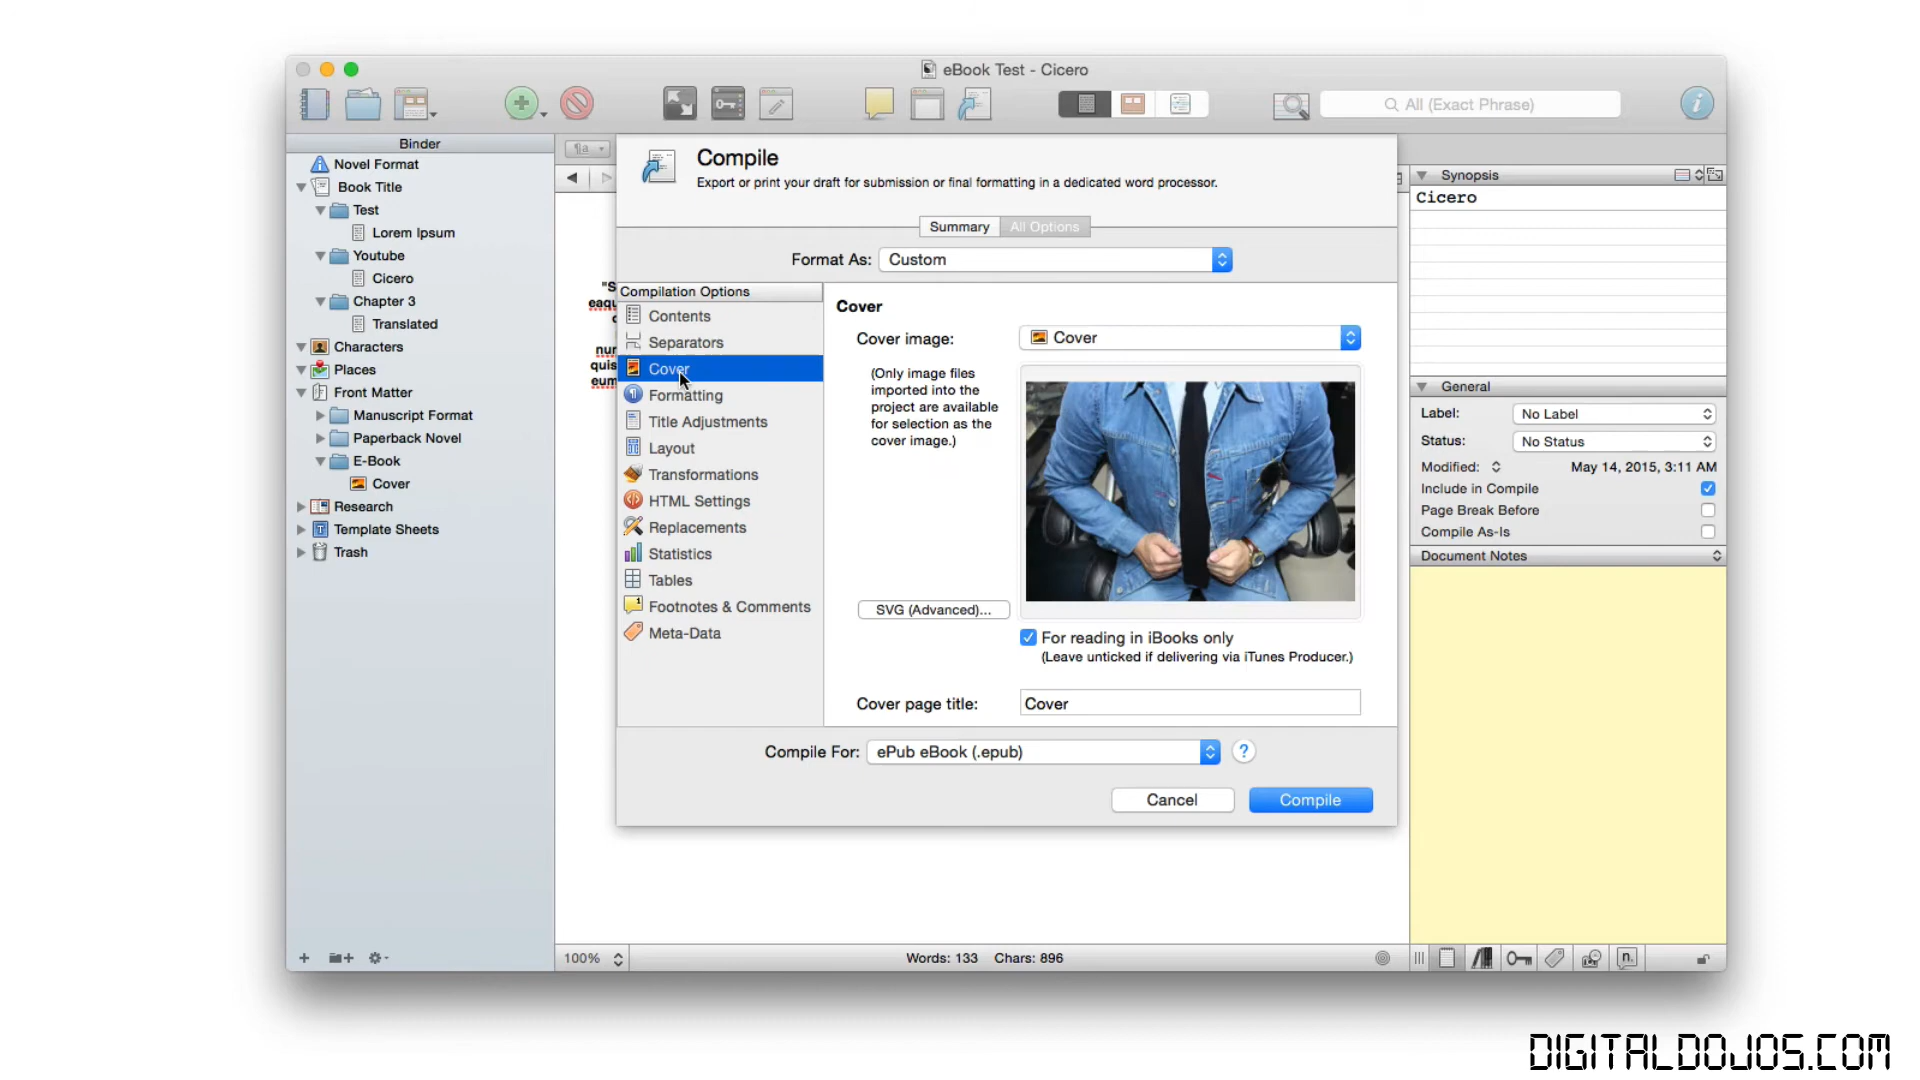 eBook Test - Cicero
All (Exact Phrase)
Binder
Novel Format
Book Title
Test
Lorem Ipsum
Youtube
Cicero
Chapter 3
Translated
Characters
Places
Front Matter
Manuscript Format
Paperback Novel
E-Book
Cover
Research
Template Sheets
Trash
¶a
"S
eaqu
nur
quis
eum
Compile
Export or print your draft for submission or final formatting in a dedicated word processor.
Summary
All Options
Format As: Custom
Compilation Options
Contents
Separators
Cover
Formatting
Title Adjustments
Layout
Transformations
HTML Settings
Replacements
Statistics
Tables
Footnotes & Comments
Meta-Data
Cover
Cover image: Cover
(Only image files
imported into the
project are available
for selection as the
cover image.)
SVG (Advanced)...
For reading in iBooks only
(Leave unticked if delivering via iTunes Producer.)
Cover page title: Cover
Compile For: ePub eBook (.epub)
?
Cancel
Compile
Synopsis
Cicero
General
Label: No Label
Status: No Status
Modified: May 14, 2015, 3:11 AM
Include in Compile
Page Break Before
Compile As-Is
Document Notes
100%
Words: 133 Chars: 896
n.
DIGITALDOJOS.COM